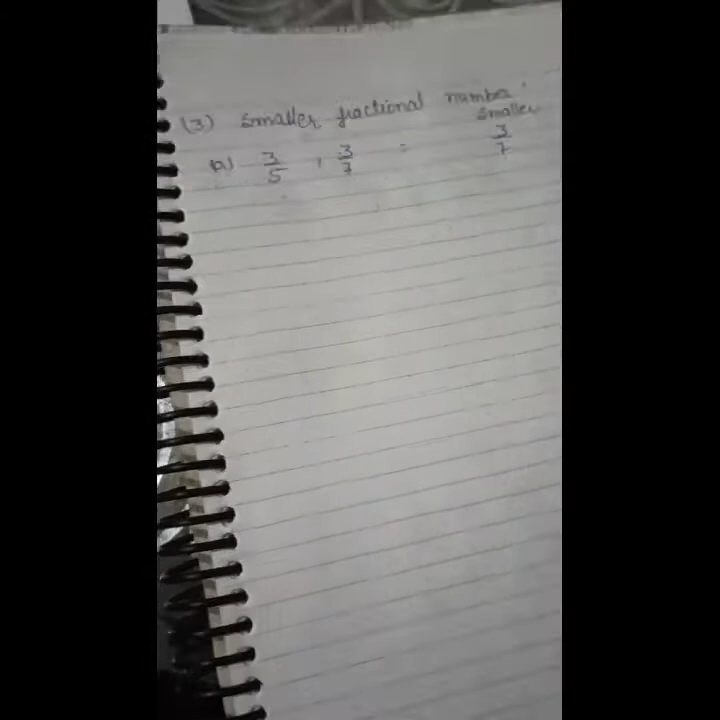 (3) smaller fractional number.
smaller
a) 3/5 , 3/7 = 3/7